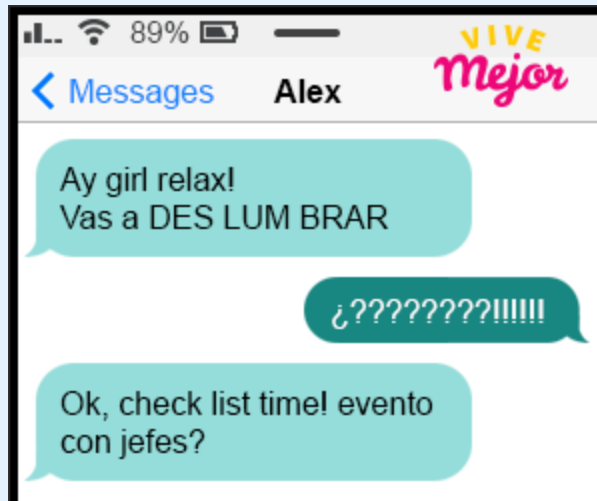 89%
VIVE
Mejor
Messages
Alex
Ay girl relax!
Vas a DES LUM BRAR
¿????????!!!!!!
Ok, check list time! evento
con jefes?